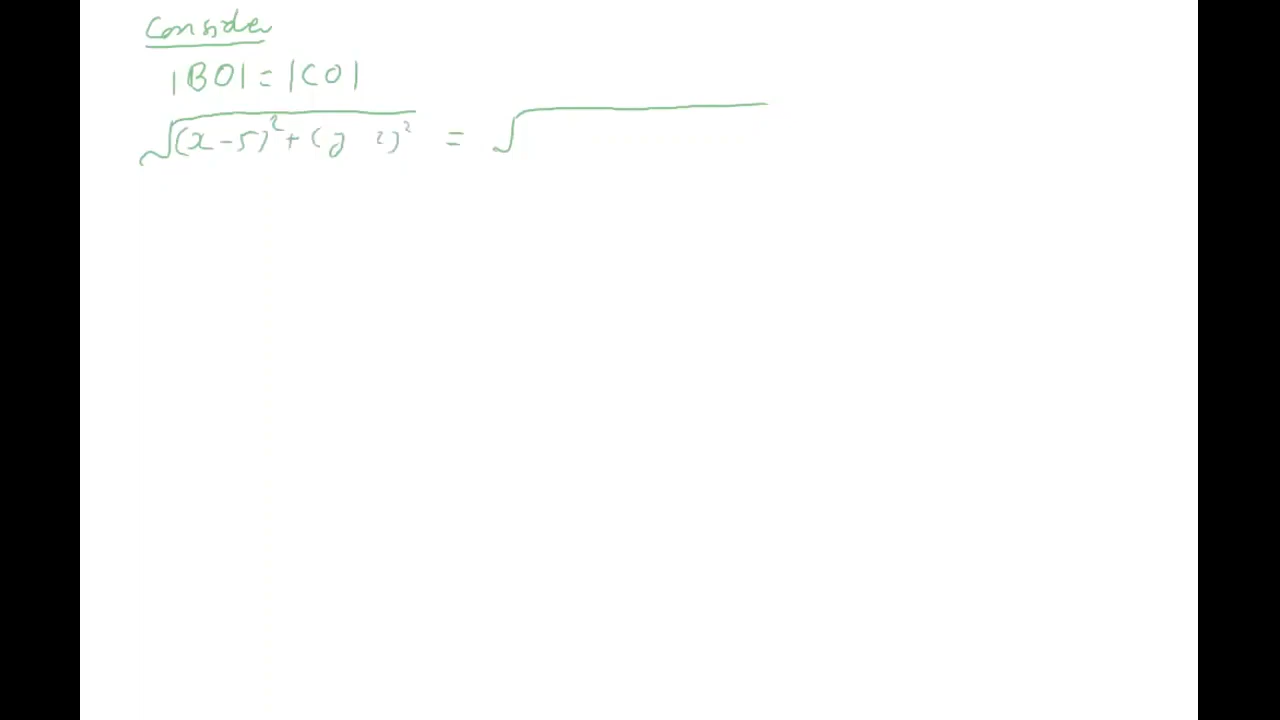 Consider
|BO| = |CO|
√(x-5)² + (y 2)² = √